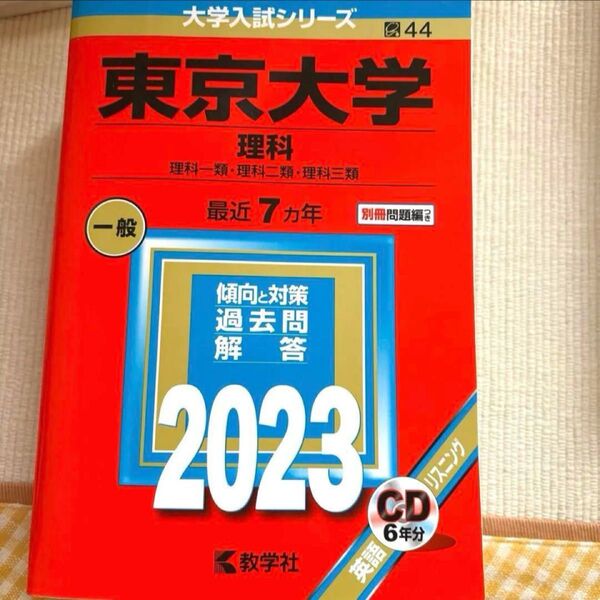 大学入試シリーズ
44
東京大学
理科
理科一類・理科二類・理科三類
最近7カ年
別冊問題編つき
一般
傾向と対策
過去問
解答
2023
英語リスニング
CD
6年分
教学社